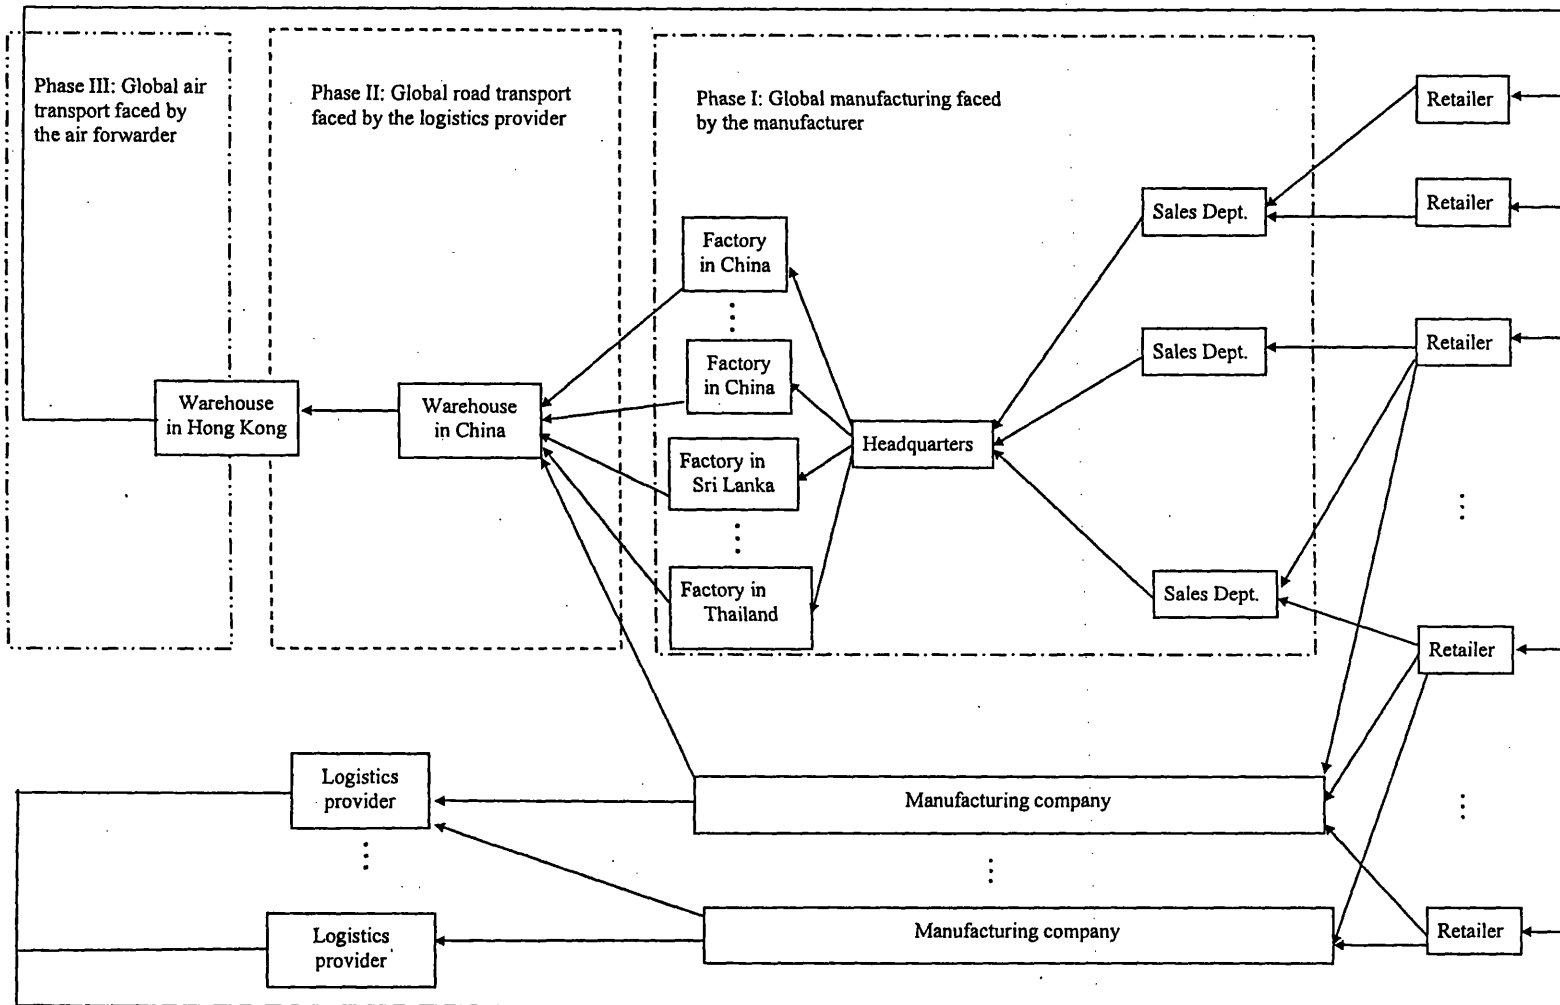 Phase III: Global air
transport faced by
the air forwarder
Phase II: Global road transport
faced by the logistics provider
Phase I: Global manufacturing faced
by the manufacturer
Retailer
Retailer
Sales Dept.
Factory
in China
Retailer
Sales Dept.
Factory
in China
Warehouse
in Hong Kong
Warehouse
in China
Headquarters
Factory in
Sri Lanka
Factory in
Thailand
Sales Dept.
Retailer
Logistics
provider
Manufacturing company
Logistics
provider
Manufacturing company
Retailer